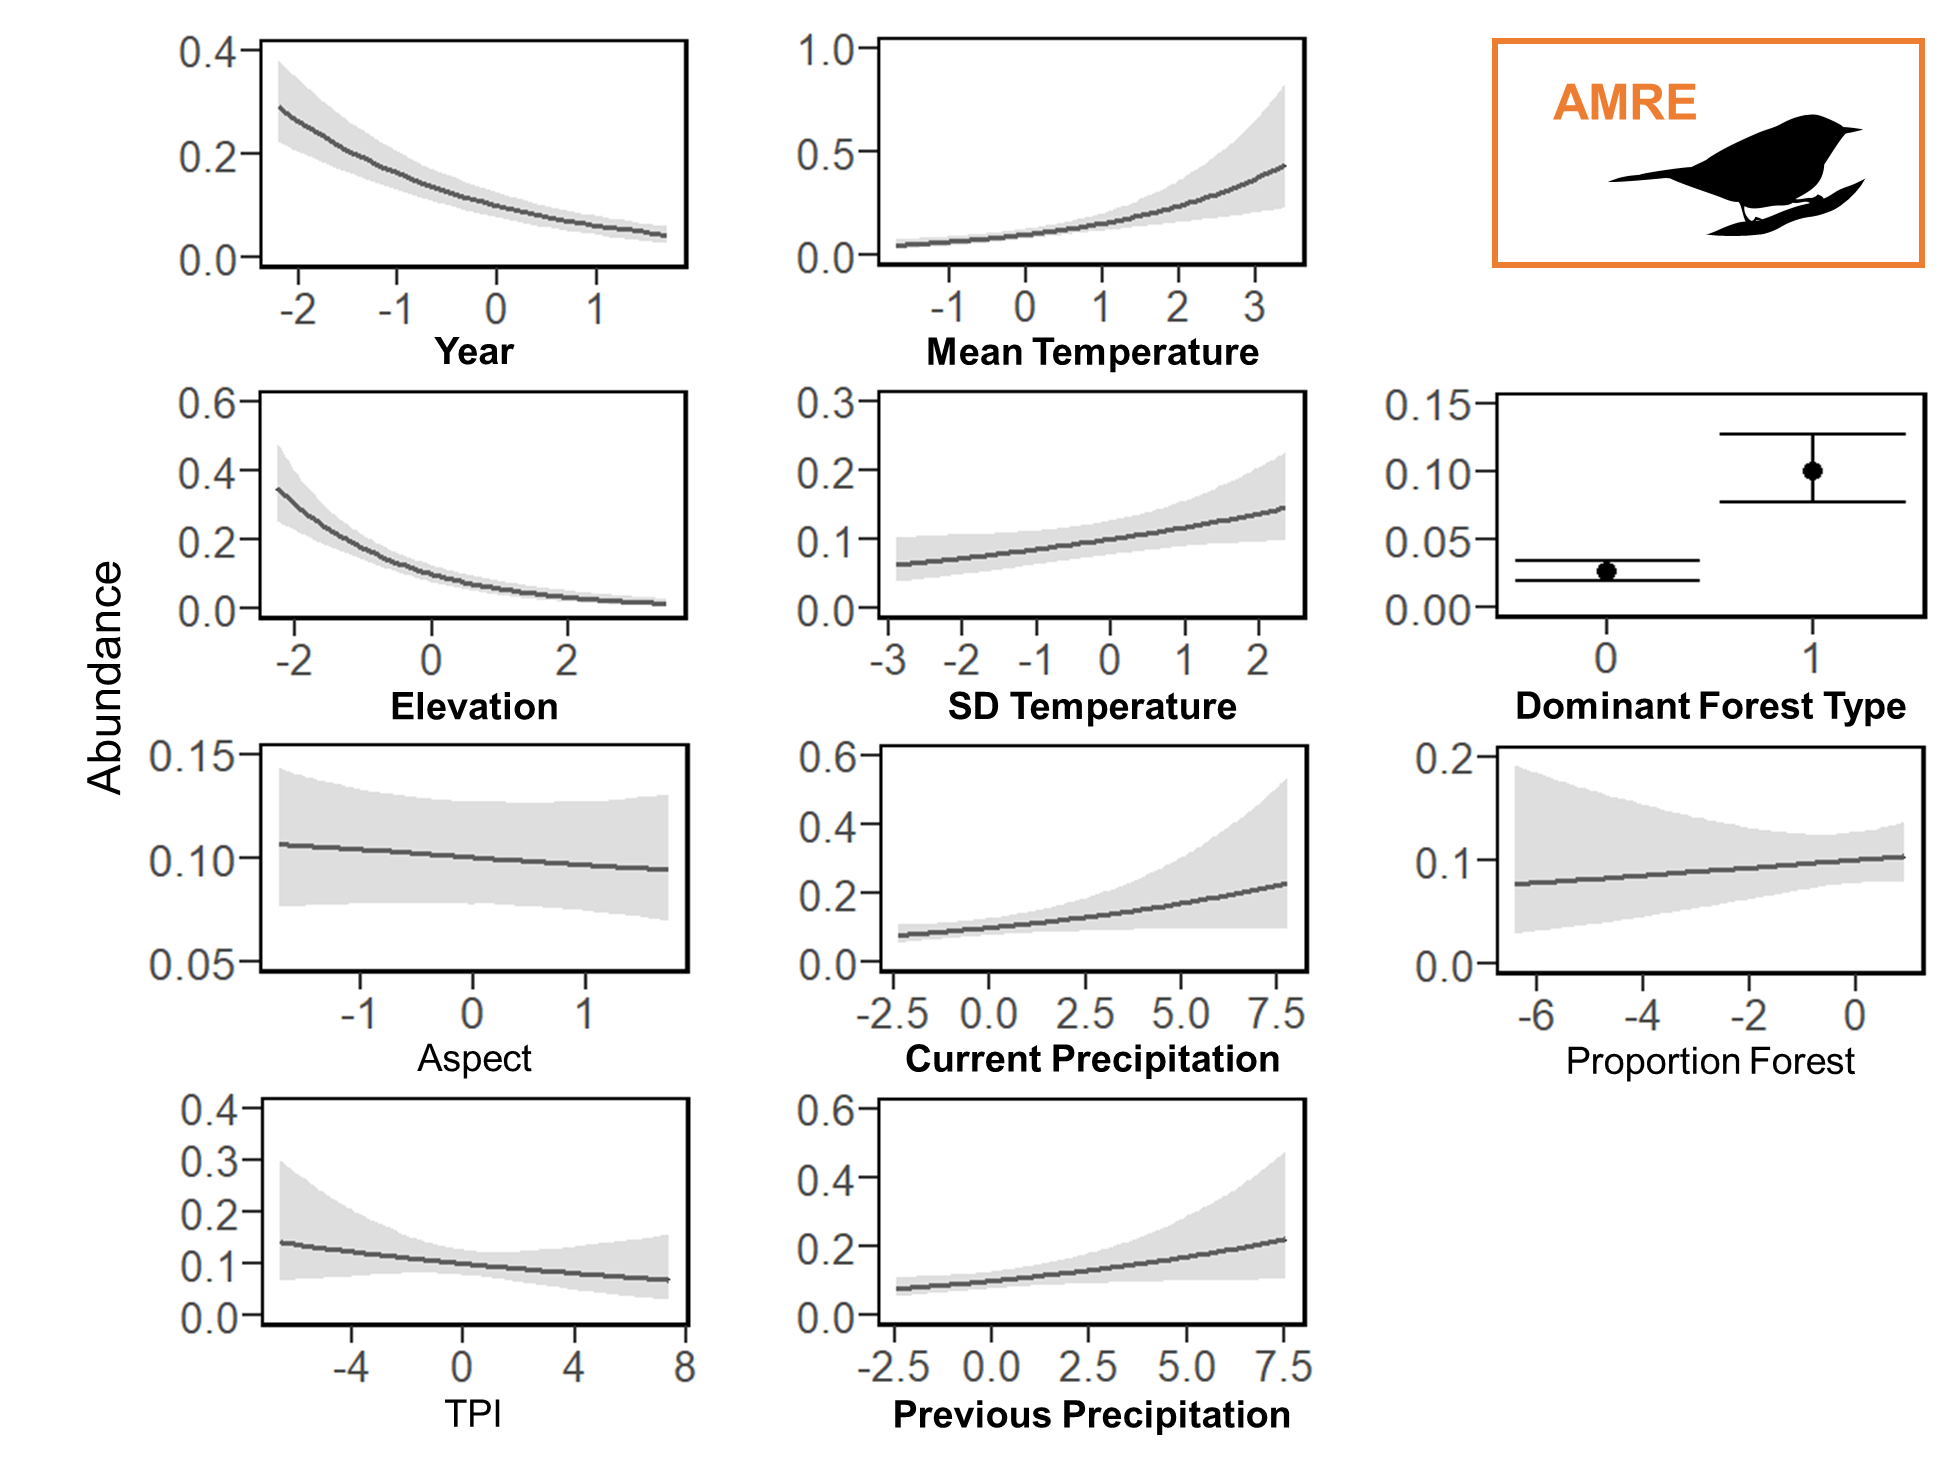 Abundance
0.4
0.2
0.0
-2 -1 0 1
Year
1.0
0.5
0.0
-1 0 1 2 3
Mean Temperature
AMRE
0.6
0.4
0.2
0.0
-2 0 2
Elevation
0.3
0.2
0.1
0.0
-3 -2 -1 0 1 2
SD Temperature
0.15
0.10
0.05
0.00
0 1
Dominant Forest Type
0.15
0.10
0.05
-1 0 1
Aspect
0.6
0.4
0.2
0.0
-2.5 0.0 2.5 5.0 7.5
Current Precipitation
0.2
0.1
0.0
-6 -4 -2 0
Proportion Forest
0.4
0.3
0.2
0.1
0.0
-4 0 4 8
TPI
0.6
0.4
0.2
0.0
-2.5 0.0 2.5 5.0 7.5
Previous Precipitation